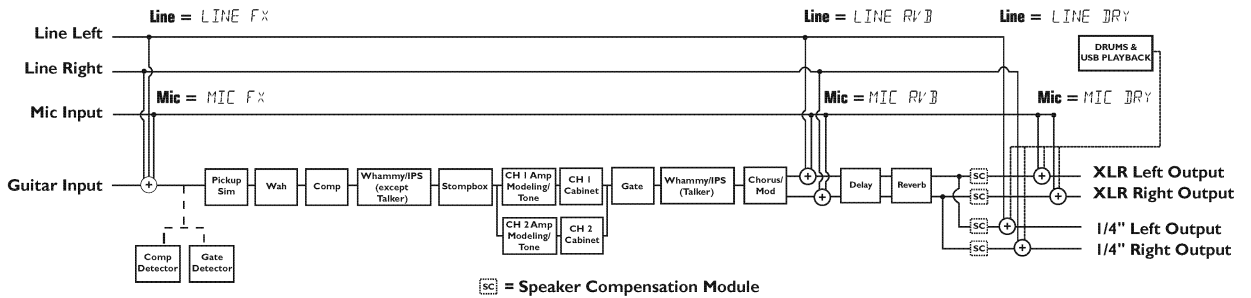 Line = LINE FX
Line = LINE RVB
Line = LINE DRY
Line Left
DRUMS &
USB PLAYBACK
Line Right
Mic = MIC FX
Mic = MIC RVB
Mic = MIC DRY
Mic Input
Guitar Input
+
Pickup
Sim
Wah
Comp
Whammy/IPS
(except
Talker)
Stompbox
CH 1 Amp
Modeling/
Tone
CH 1
Cabinet
CH 2 Amp
Modeling/
Tone
CH 2
Cabinet
Gate
Whammy/IPS
(Talker)
Chorus/
Mod
+
+
Delay
Reverb
SC
+
XLR Left Output
SC
+
XLR Right Output
SC
+
1/4" Left Output
SC
+
1/4" Right Output
Comp
Detector
Gate
Detector
SC = Speaker Compensation Module